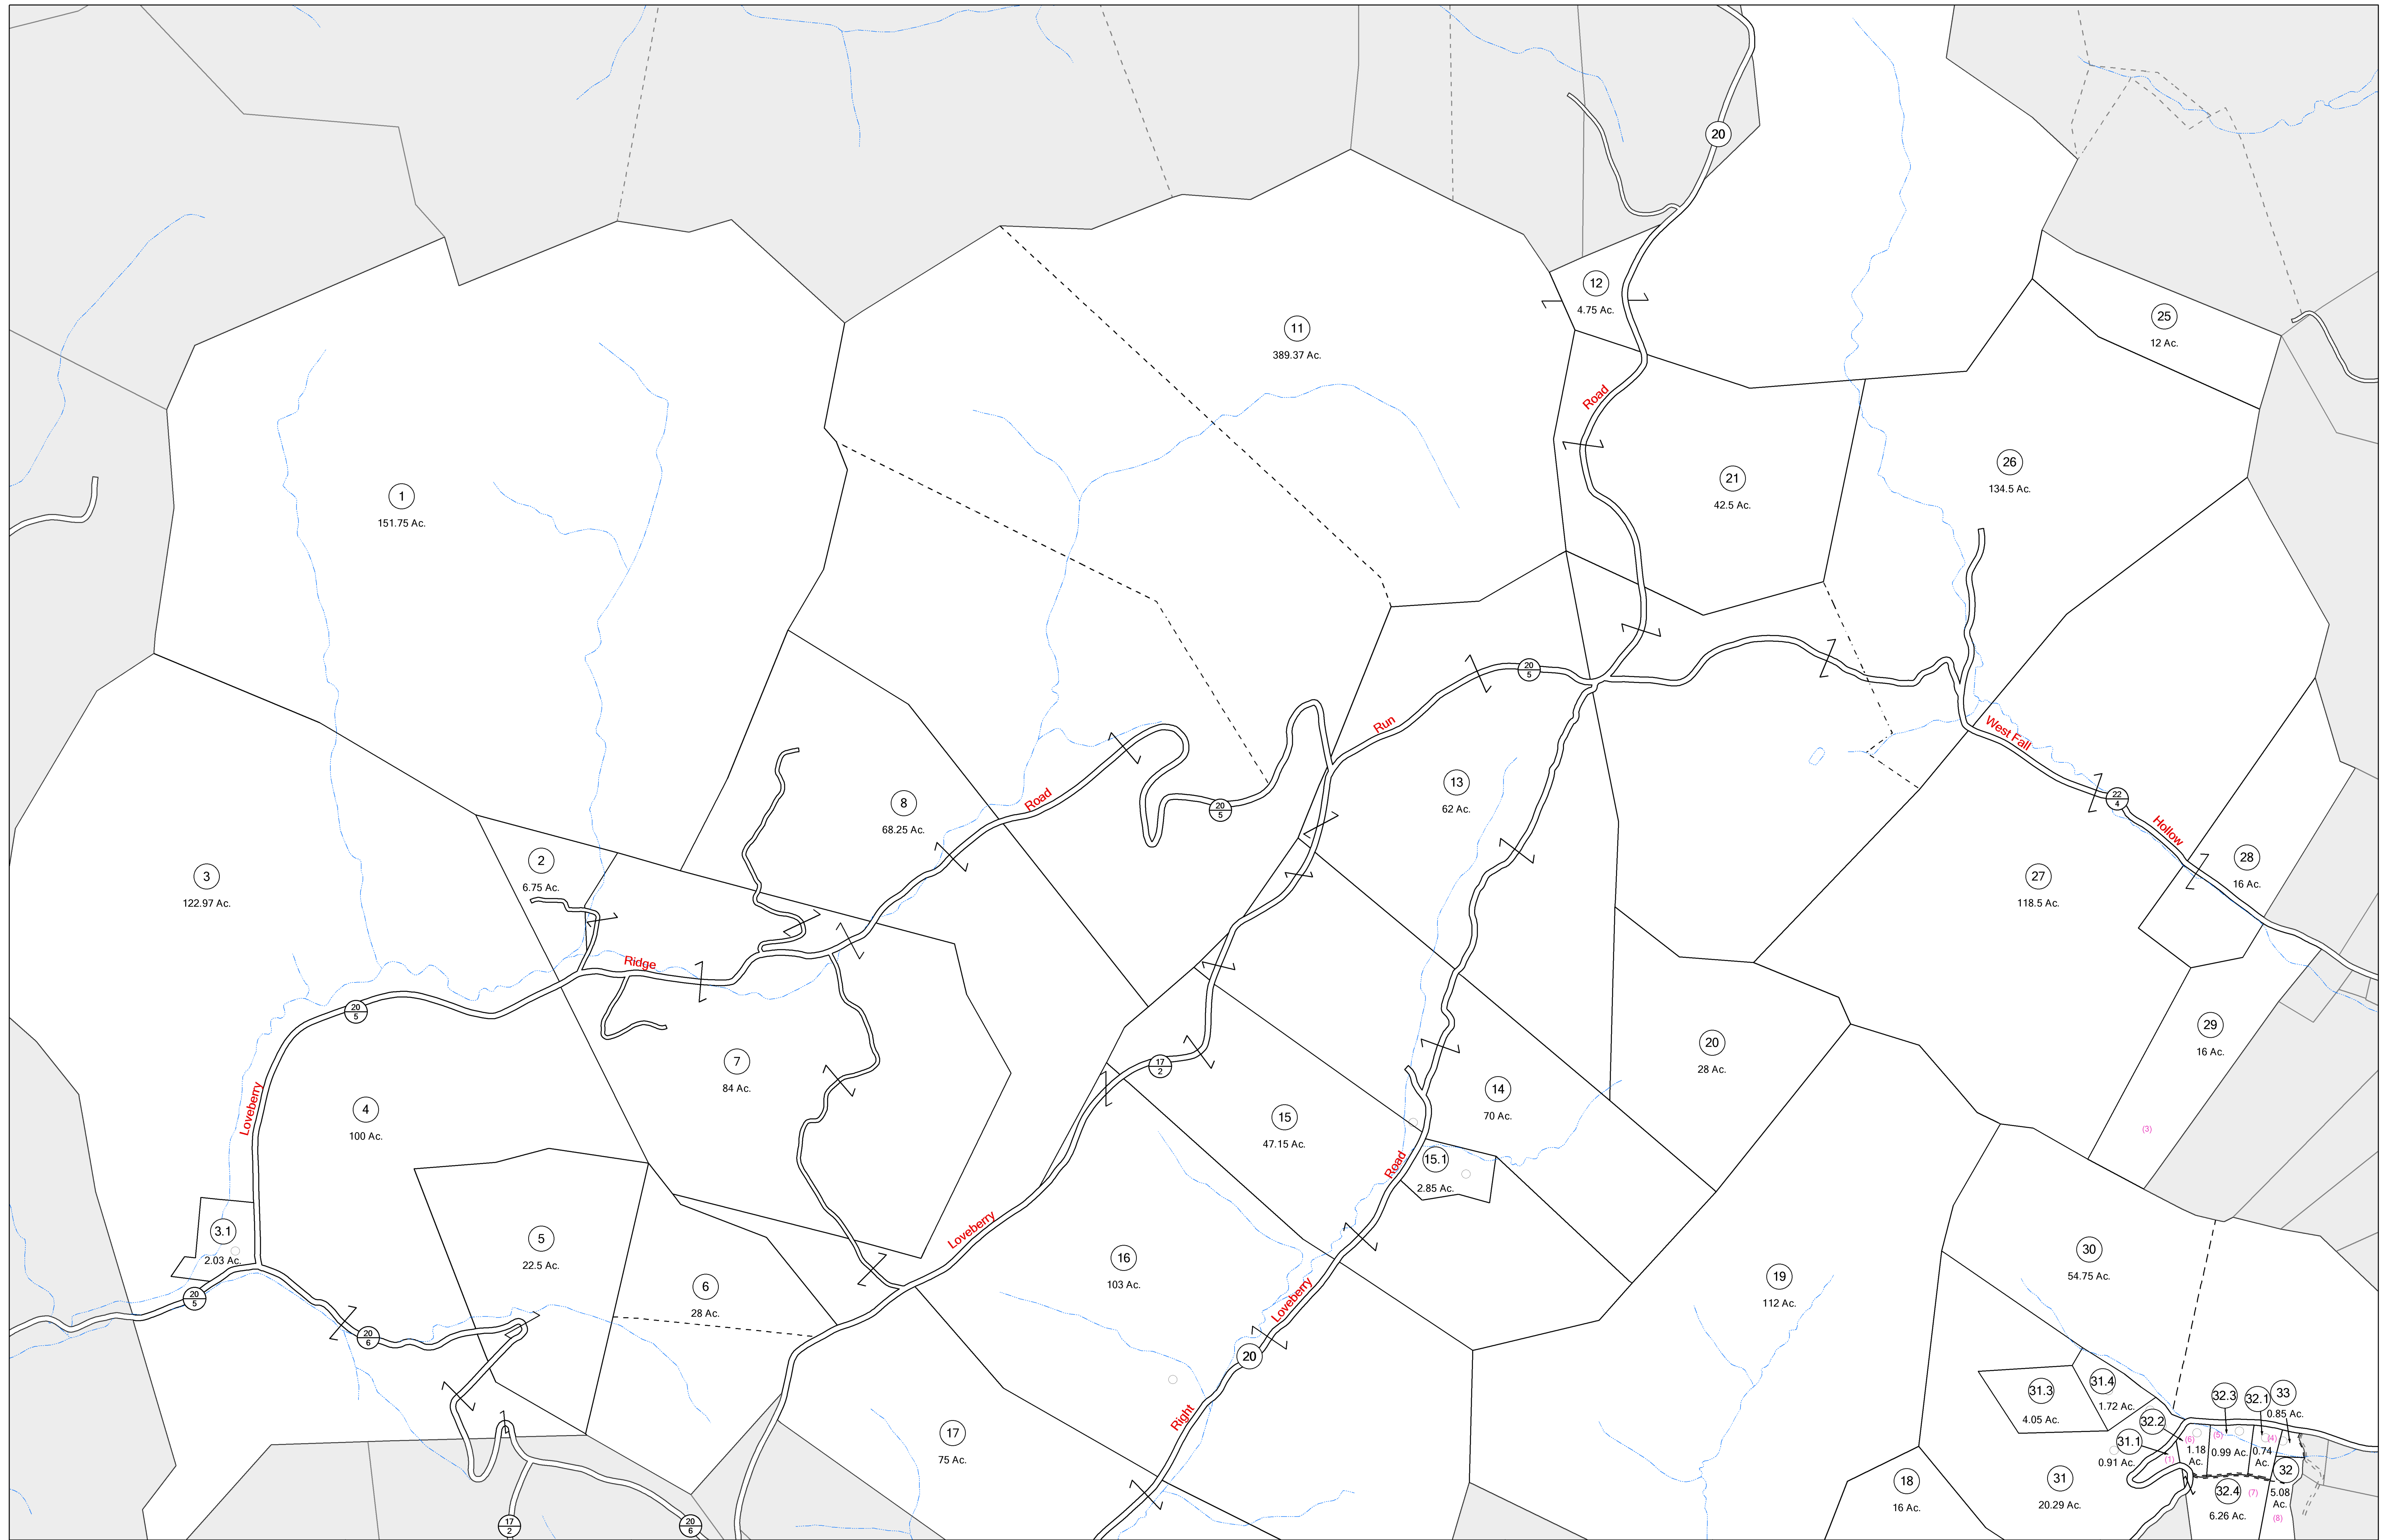 20
12
4.75 Ac.
11
389.37 Ac.
25
12 Ac.
Road
26
134.5 Ac.
21
42.5 Ac.
1
151.75 Ac.
20
5
Run
West Fall
13
62 Ac.
22
4
Road
20
5
8
68.25 Ac.
Hollow
2
6.75 Ac.
28
16 Ac.
3
122.97 Ac.
27
118.5 Ac.
Ridge
20
5
29
16 Ac.
20
28 Ac.
7
84 Ac.
17
2
14
70 Ac.
Loveberry
4
100 Ac.
15
47.15 Ac.
(3)
Road
15.1
2.85 Ac.
3.1
2.03 Ac.
5
22.5 Ac.
Loveberry
30
54.75 Ac.
16
103 Ac.
6
28 Ac.
19
112 Ac.
Loveberry
20
5
20
6
20
31.3
4.05 Ac.
31.4
1.72 Ac.
32.3
32.1
33
0.85 Ac.
Right
32.2
17
75 Ac.
31.1
0.91 Ac.
(6)
(5)
(4)
(1)
1.18
Ac.
0.99 Ac.
0.74
Ac.
32
5.08
Ac.
18
16 Ac.
31
20.29 Ac.
32.4
6.26 Ac.
(7)
(8)
17
2
20
6